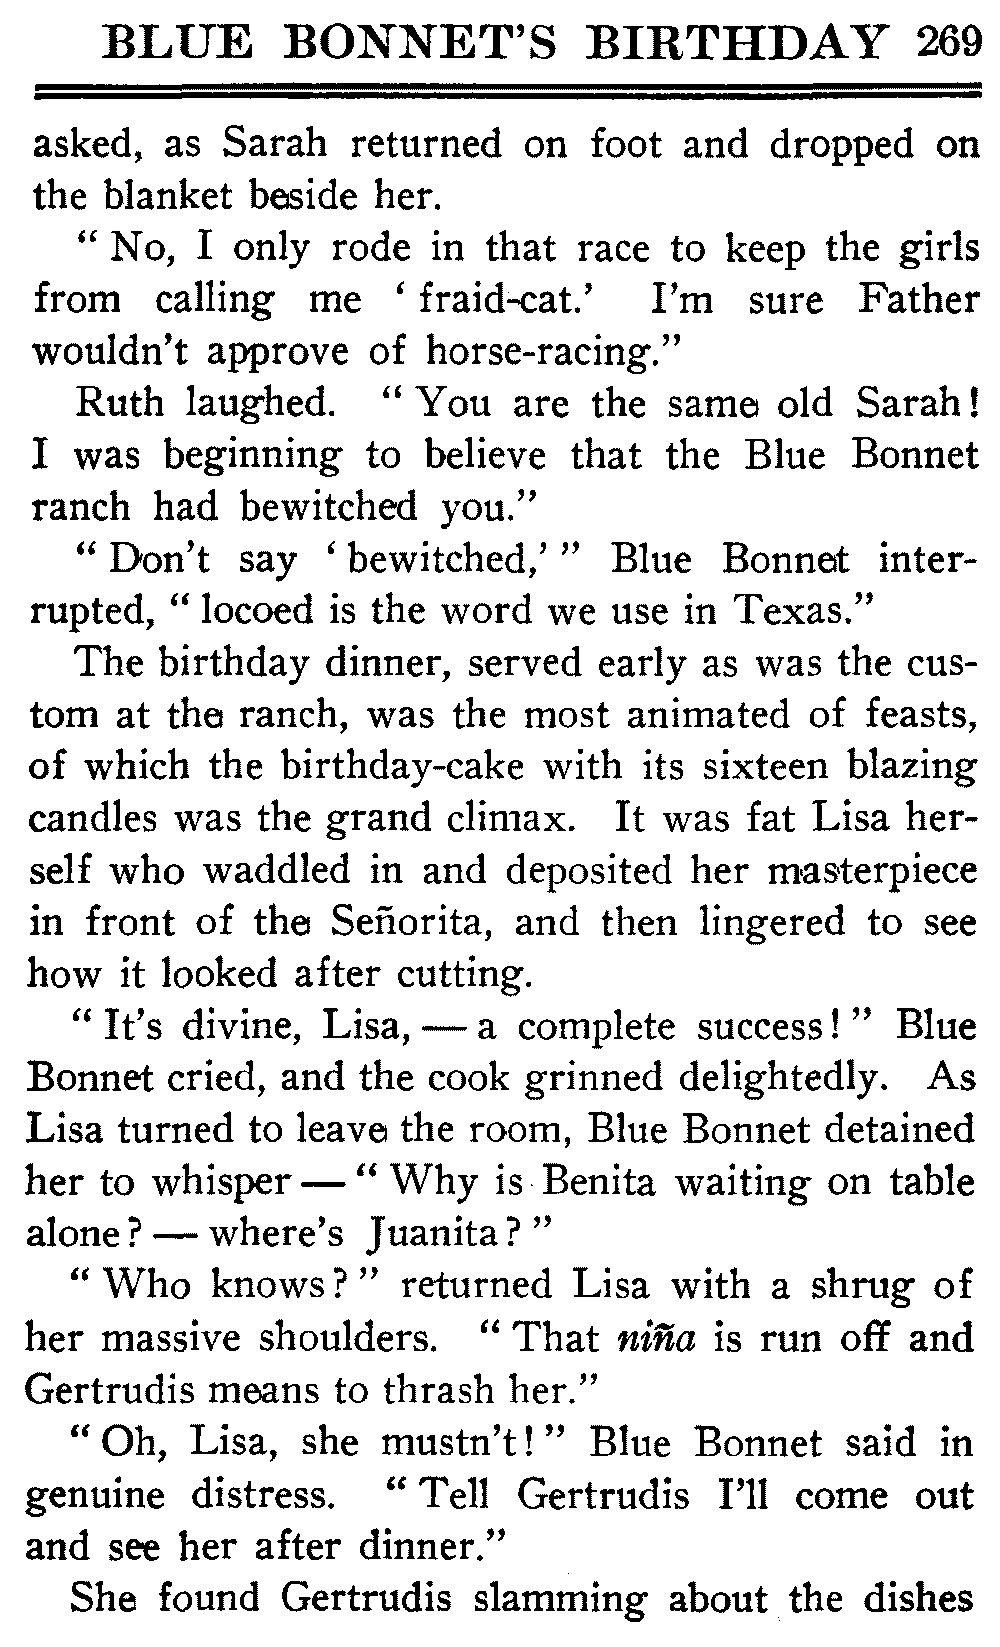 BLUE BONNET'S BIRTHDAY 269
asked, as Sarah returned on foot and dropped on
the blanket beside her.
" No, I only rode in that race to keep the girls
from calling me ' fraid-cat.' I'm sure Father
wouldn't approve of horse-racing."
Ruth laughed. " You are the same old Sarah!
I was beginning to believe that the Blue Bonnet
ranch had bewitched you."
" Don't say ' bewitched,' " Blue Bonnet inter-
rupted, " locoed is the word we use in Texas."
The birthday dinner, served early as was the cus-
tom at the ranch, was the most animated of feasts,
of which the birthday-cake with its sixteen blazing
candles was the grand climax. It was fat Lisa her-
self who waddled in and deposited her masterpiece
in front of the Señorita, and then lingered to see
how it looked after cutting.
" It's divine, Lisa, — a complete success! " Blue
Bonnet cried, and the cook grinned delightedly. As
Lisa turned to leave the room, Blue Bonnet detained
her to whisper — " Why is Benita waiting on table
alone? — where's Juanita? "
" Who knows? " returned Lisa with a shrug of
her massive shoulders. " That niña is run off and
Gertrudis means to thrash her."
" Oh, Lisa, she mustn't! " Blue Bonnet said in
genuine distress. " Tell Gertrudis I'll come out
and see her after dinner."
She found Gertrudis slamming about the dishes